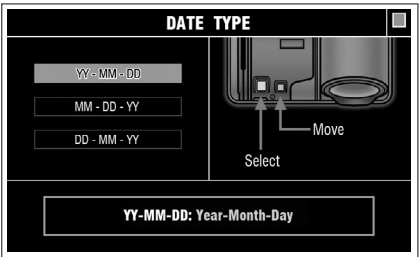 DATE TYPE
YY - MM - DD
MM - DD - YY
DD - MM - YY
Move
Select
YY-MM-DD: Year-Month-Day